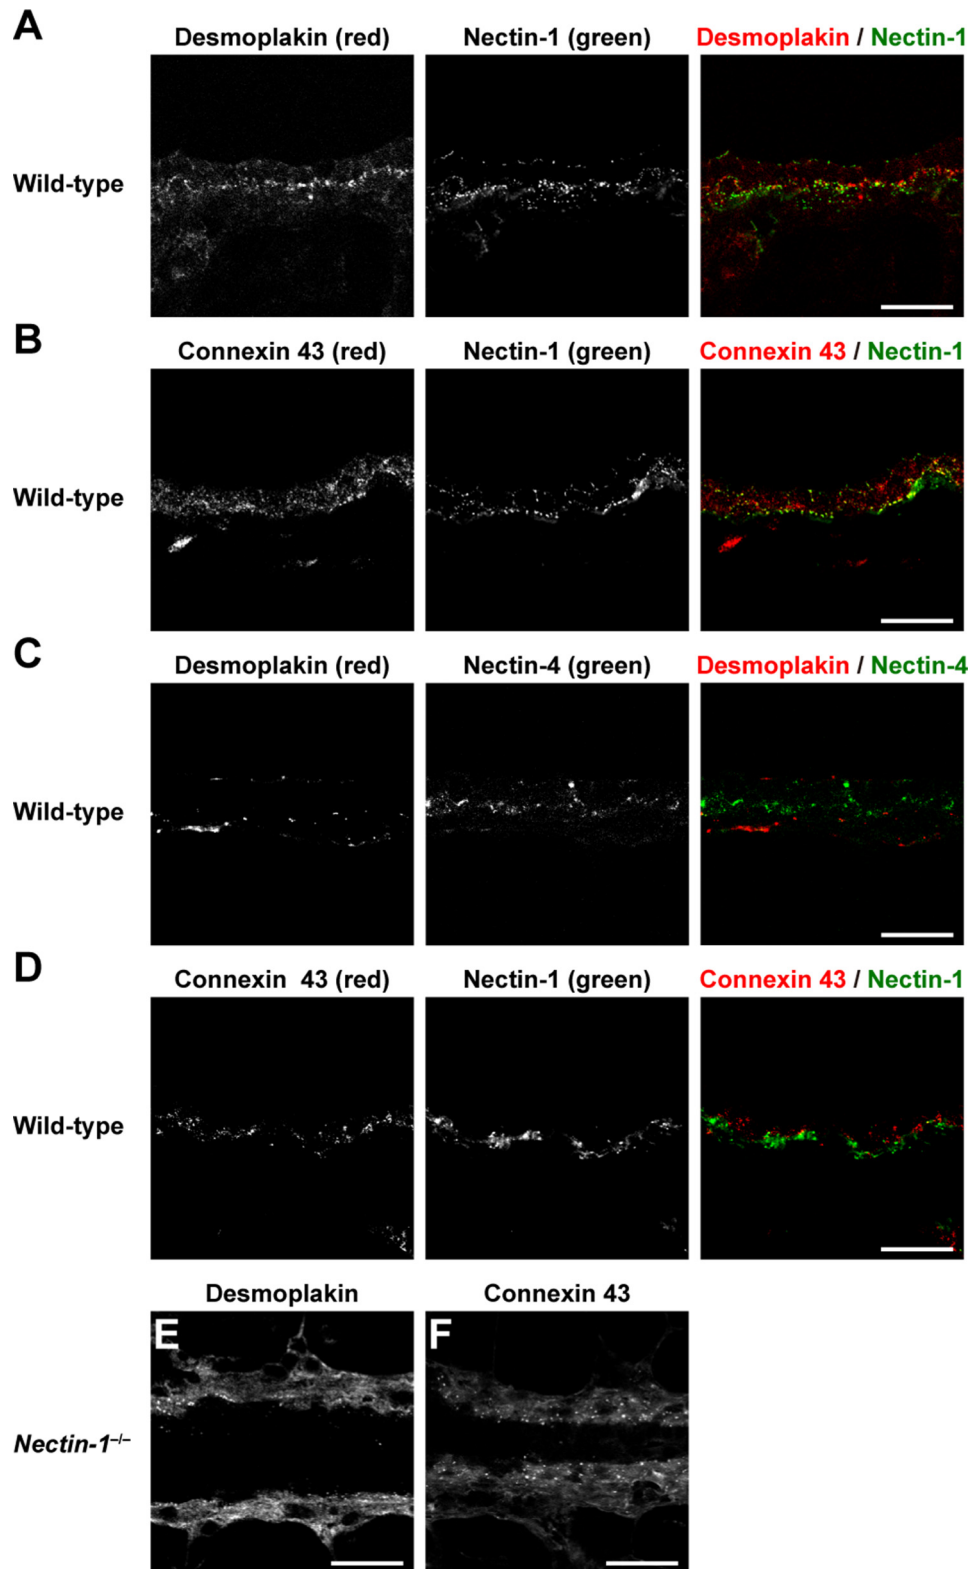 A
Desmoplakin (red) Nectin-1 (green) Desmoplakin / Nectin-1
Wild-type
B
Connexin 43 (red) Nectin-1 (green) Connexin 43 / Nectin-1
Wild-type
C
Desmoplakin (red) Nectin-4 (green) Desmoplakin / Nectin-4
Wild-type
D
Connexin 43 (red) Nectin-1 (green) Connexin 43 / Nectin-1
Wild-type
Desmoplakin Connexin 43
E F
Nectin-1⁻/⁻